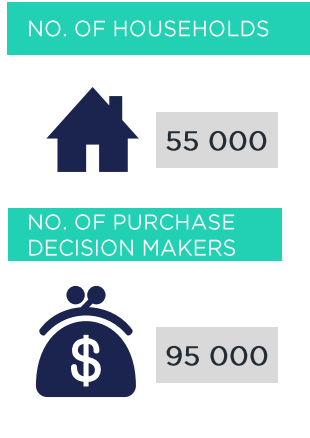 NO. OF HOUSEHOLDS
55 000
NO. OF PURCHASE
DECISION MAKERS
$
95 000